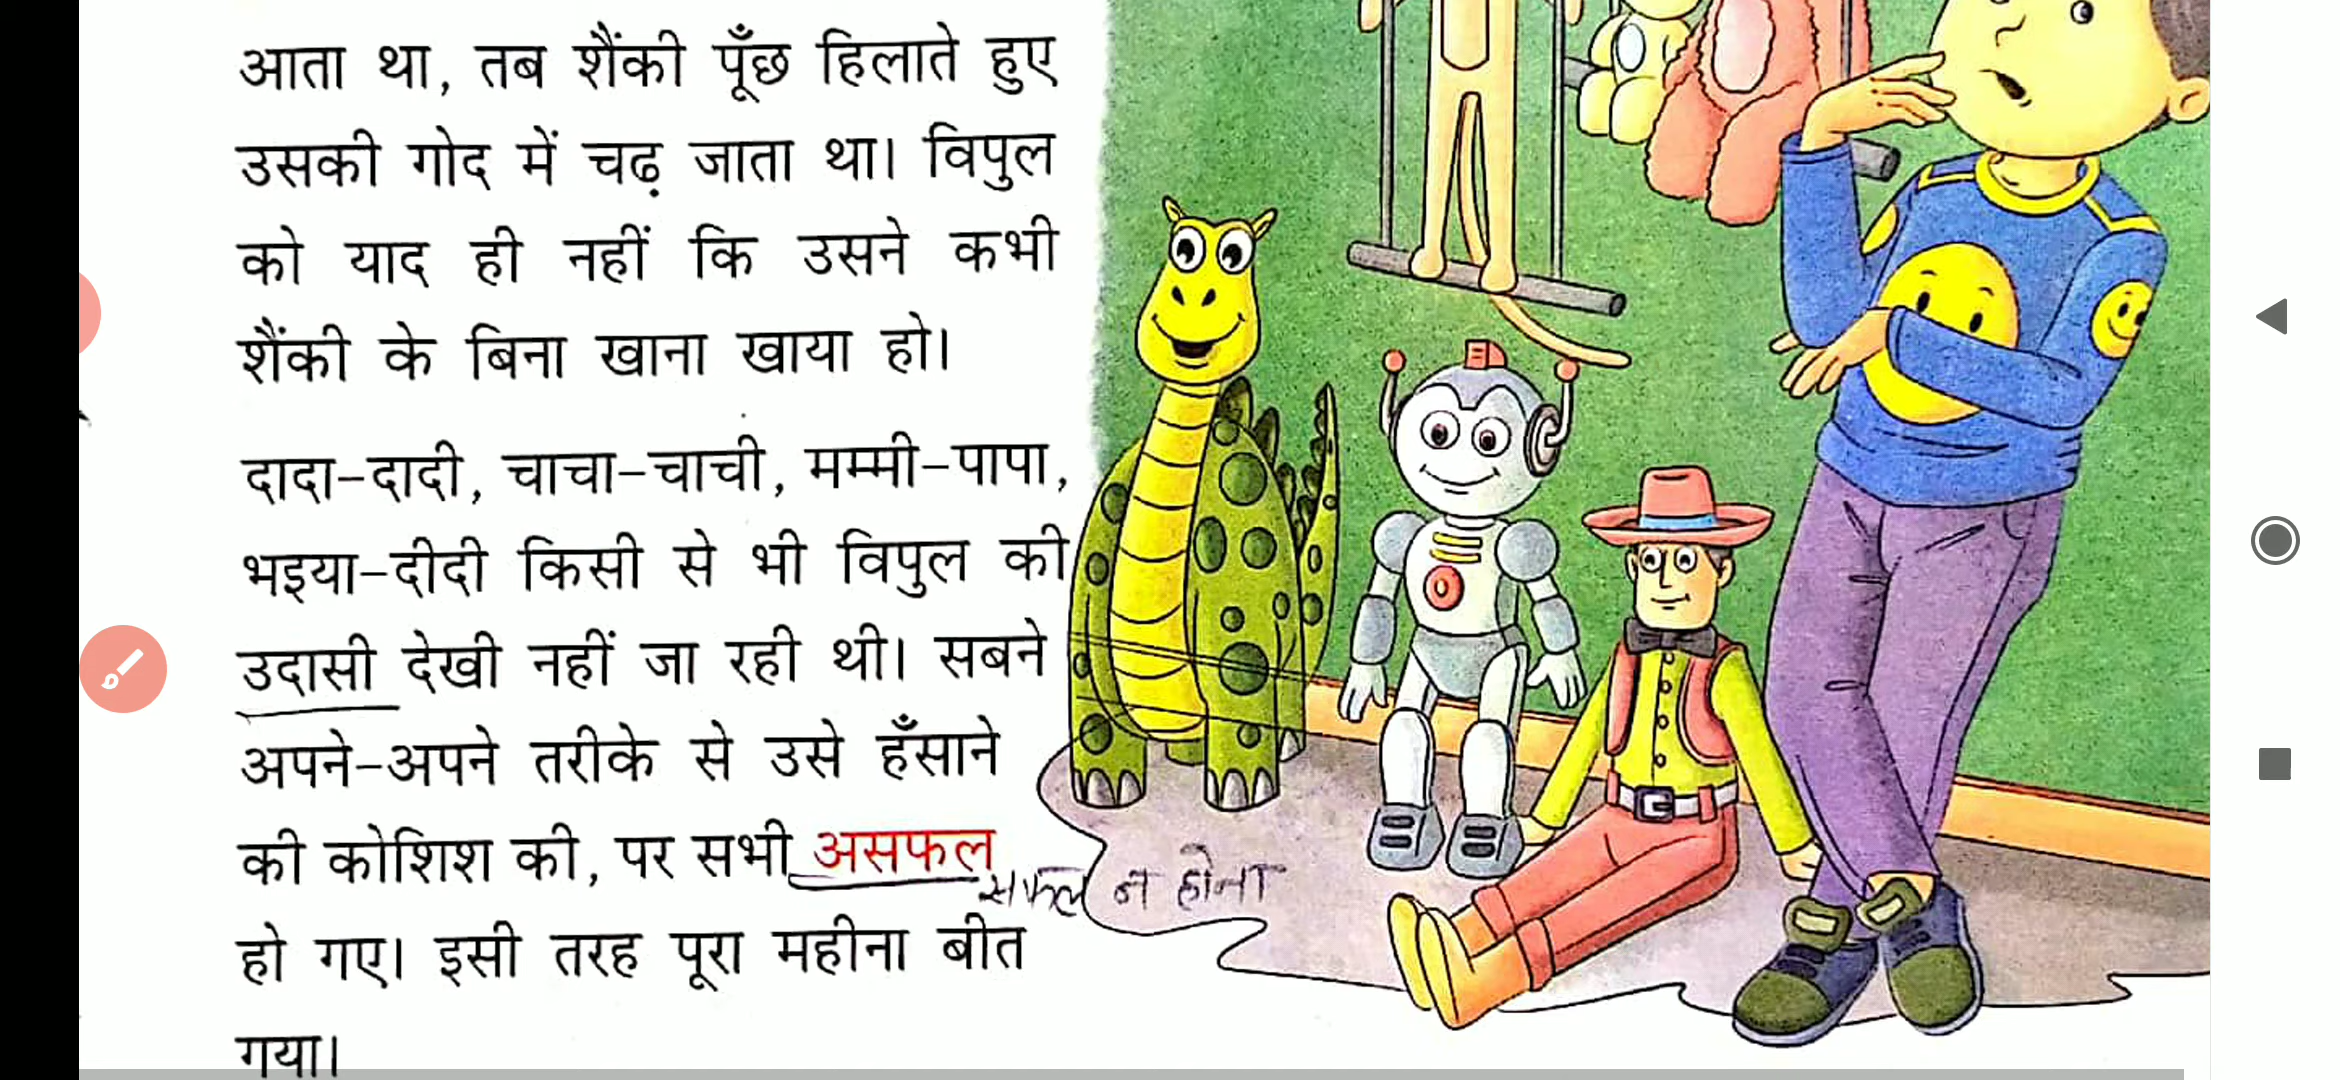 आता था, तब शैंकी पूँछ हिलाते हुए
उसकी गोद में चढ़ जाता था। विपुल
को याद ही नहीं कि उसने कभी
शैंकी के बिना खाना खाया हो।
दादा-दादी, चाचा-चाची, मम्मी-पापा,
भइया-दीदी किसी से भी विपुल की
उदासी देखी नहीं जा रही थी। सबने
अपने-अपने तरीके से उसे हँसाने
की कोशिश की, पर सभी असफल
सफल न होना
हो गए। इसी तरह पूरा महीना बीत
गया।